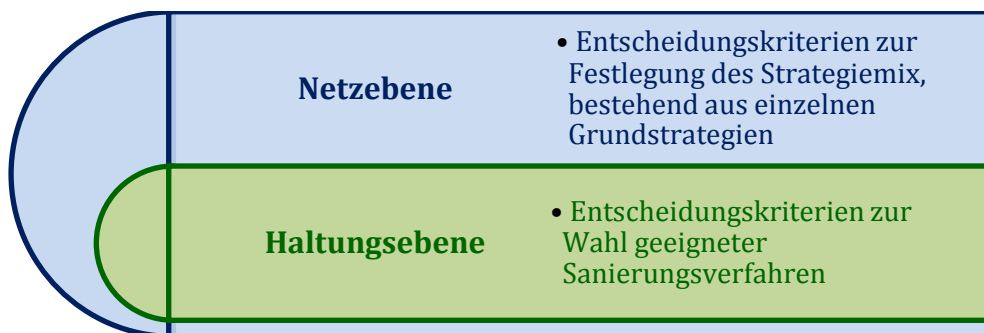 Netzebene
• Entscheidungskriterien zur
Festlegung des Strategiemix,
bestehend aus einzelnen
Grundstrategien
Haltungsebene
• Entscheidungskriterien zur
Wahl geeigneter
Sanierungsverfahren